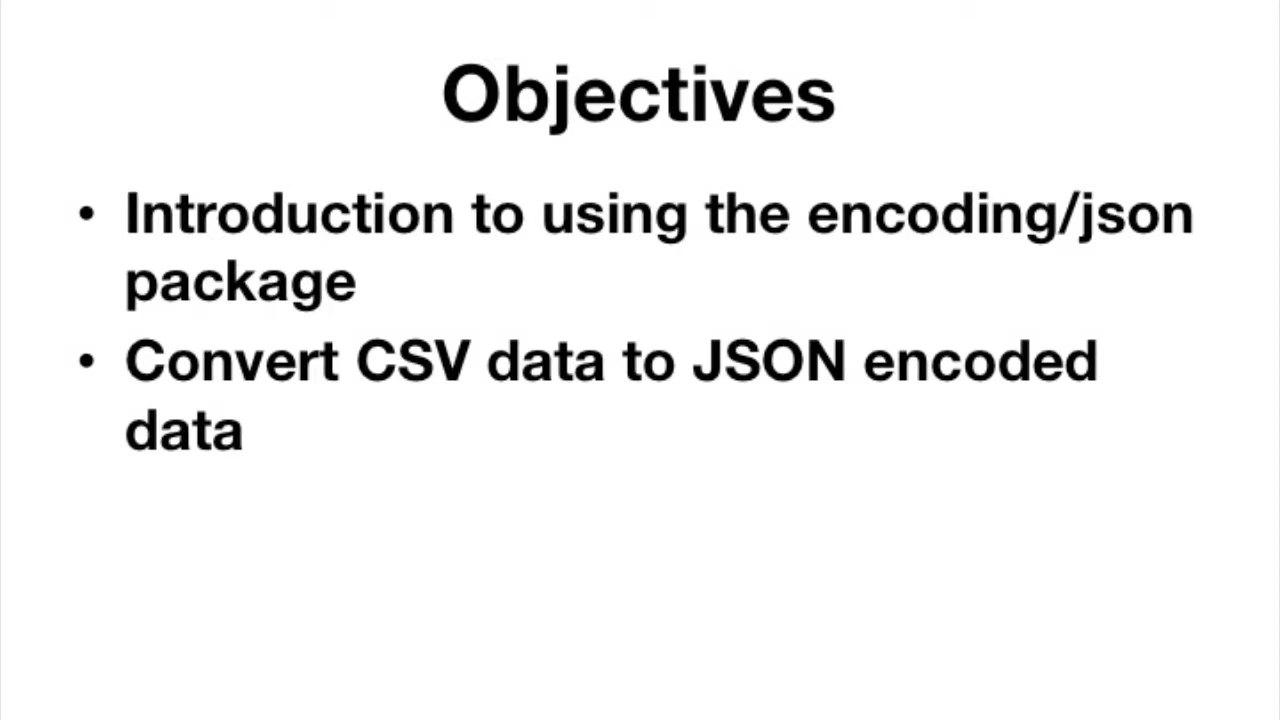 Objectives
• Introduction to using the encoding/json
package
• Convert CSV data to JSON encoded
data